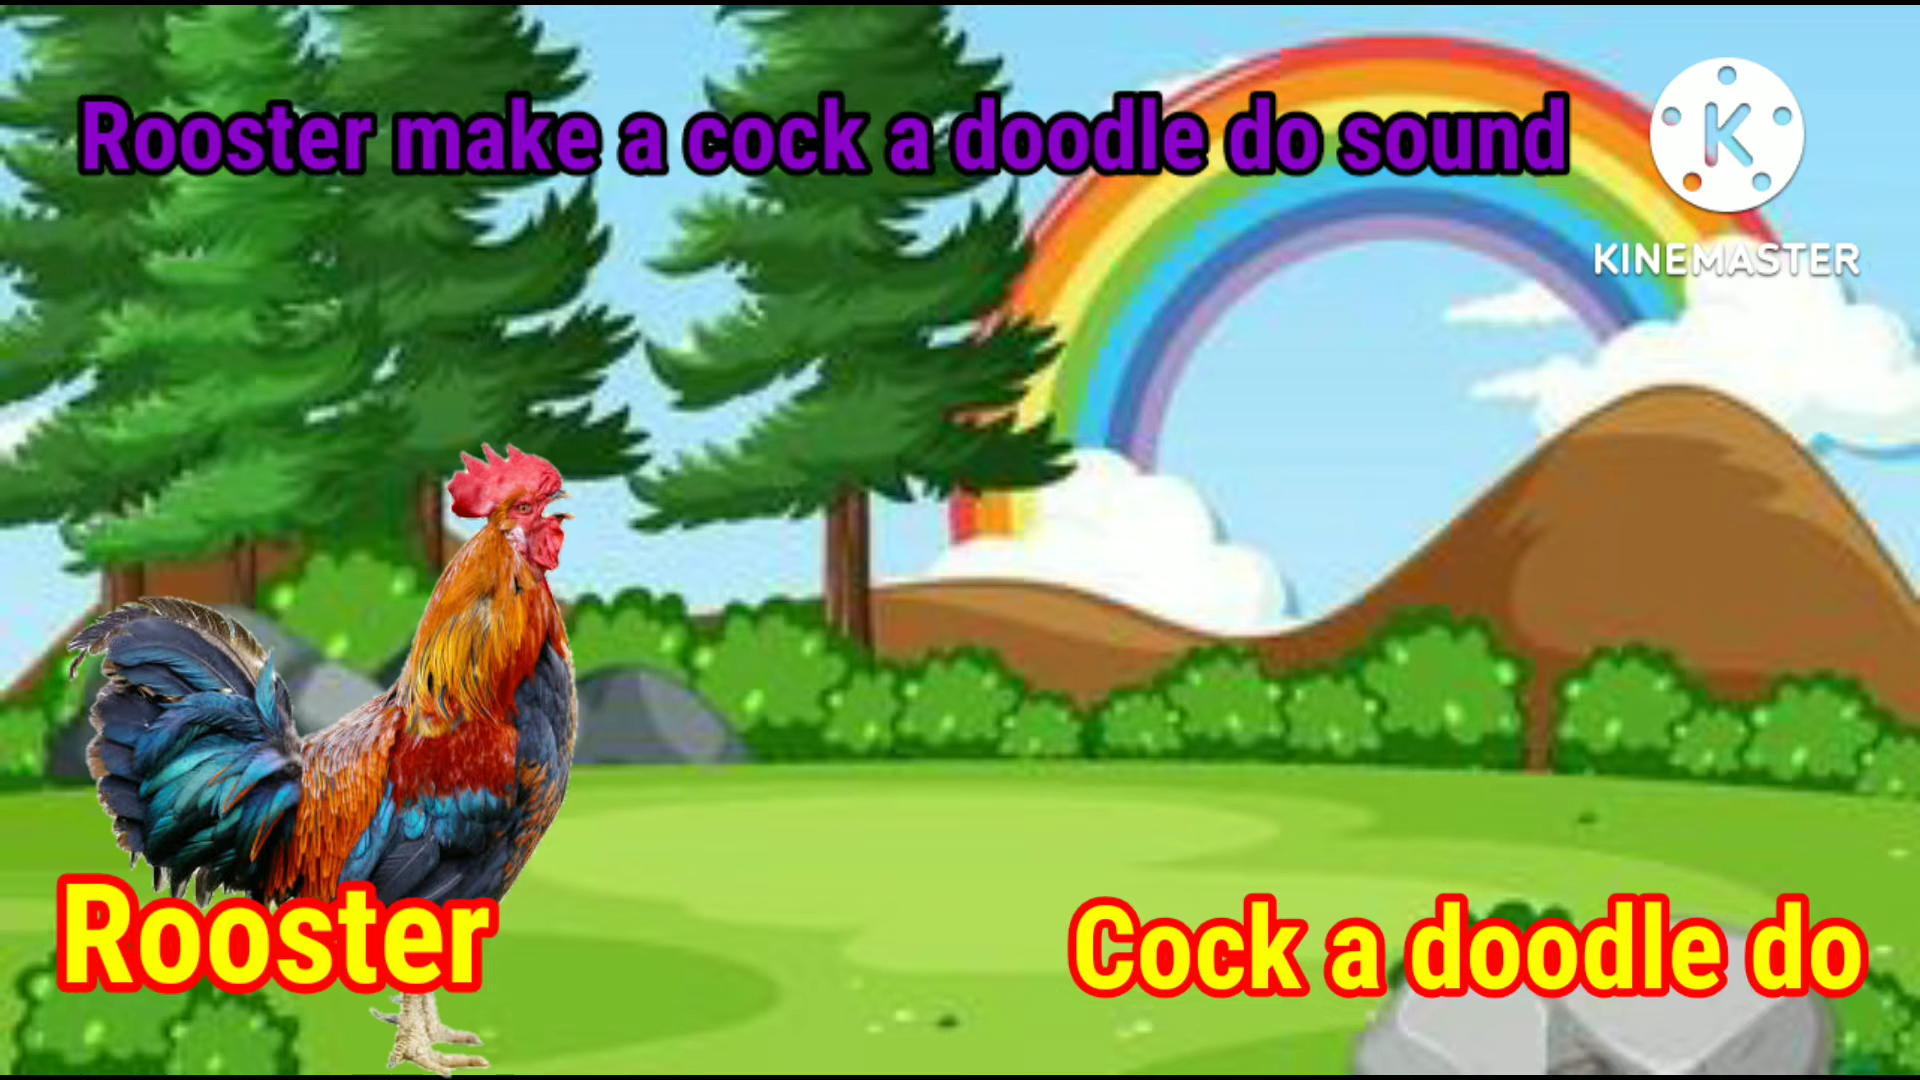 Rooster make a cock a doodle do sound
K
KINEMASTER
Rooster
Cock a doodle do